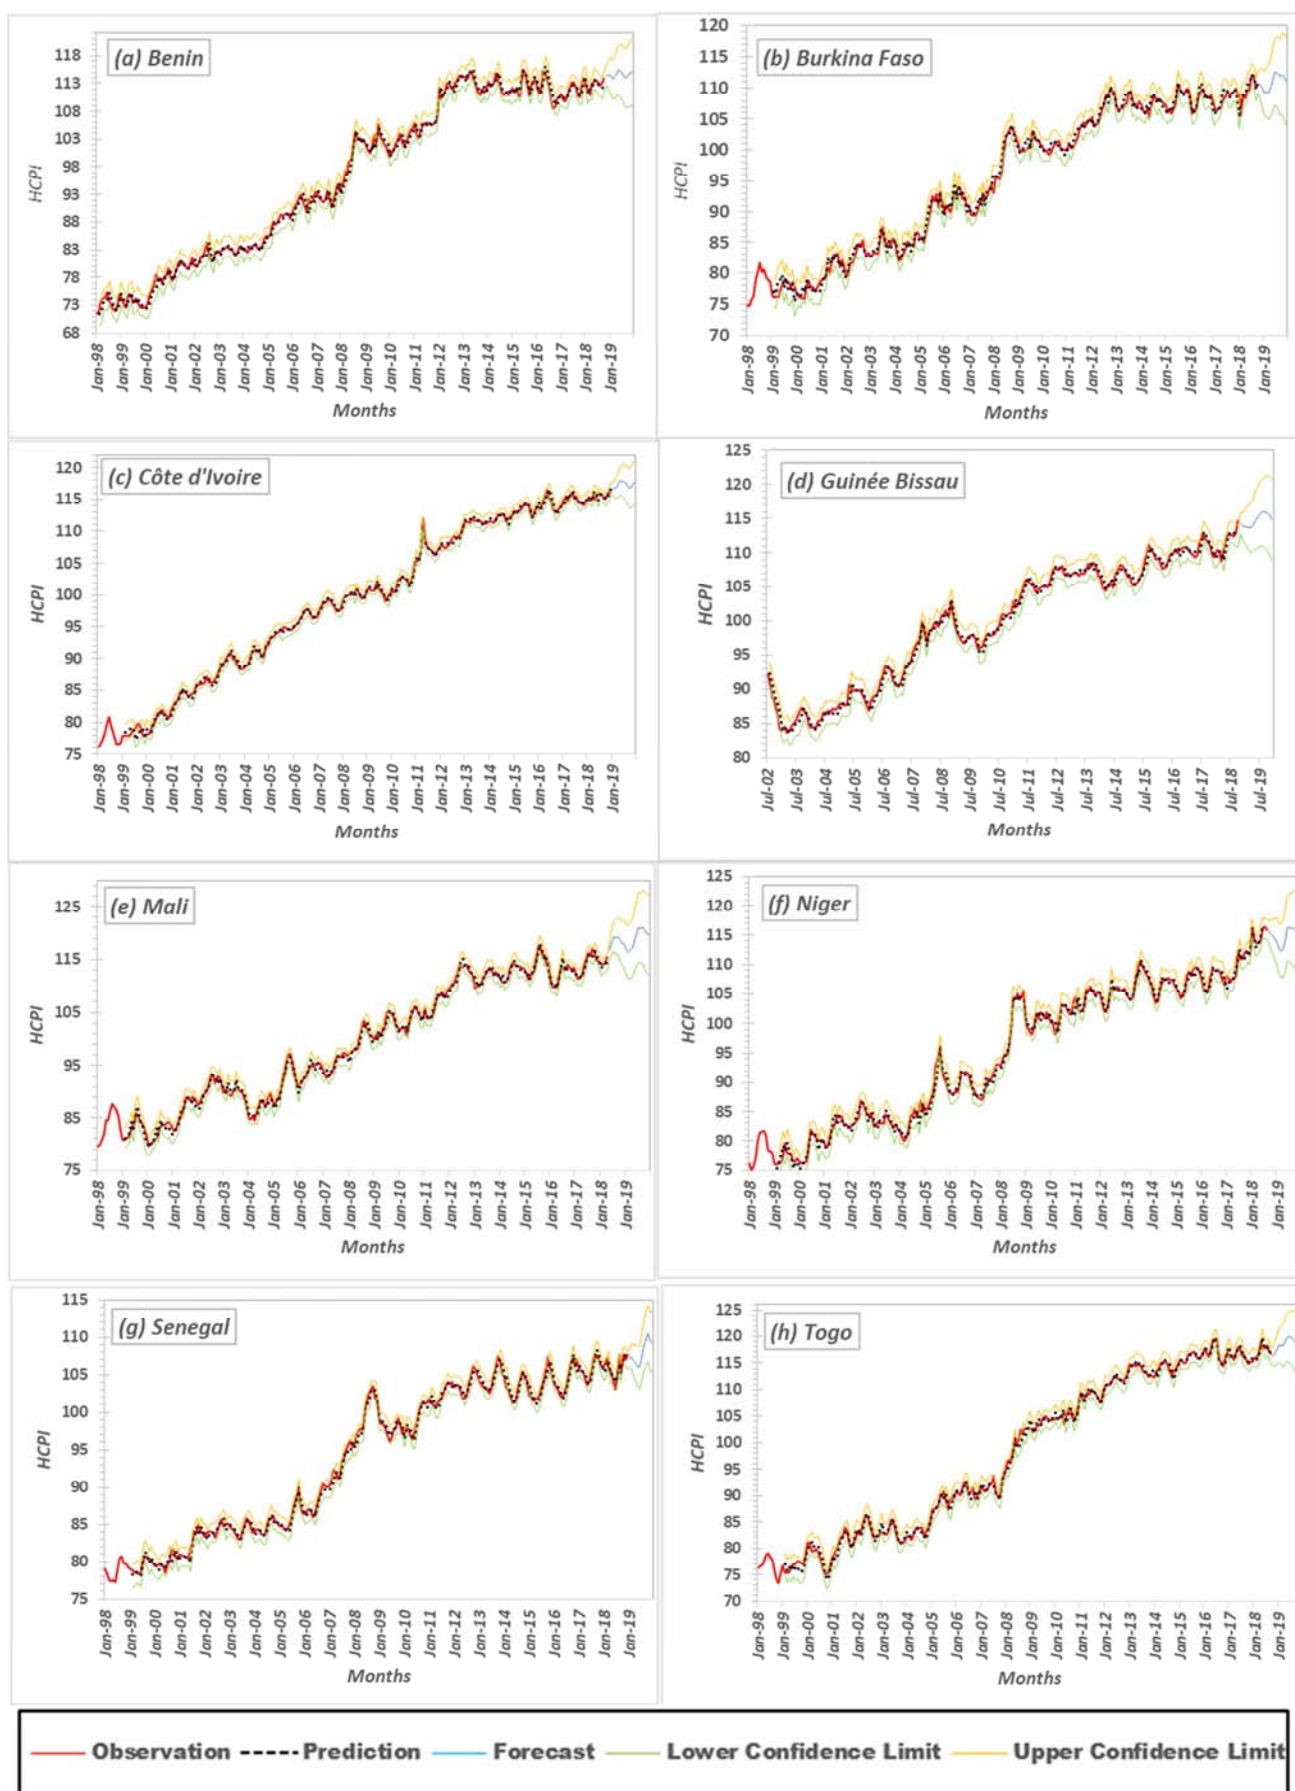 (a) Benin
HCPI
118
113
108
103
98
93
88
83
78
73
68
Jan-98 Jan-99 Jan-00 Jan-01 Jan-02 Jan-03 Jan-04 Jan-05 Jan-06 Jan-07 Jan-08 Jan-09 Jan-10 Jan-11 Jan-12 Jan-13 Jan-14 Jan-15 Jan-16 Jan-17 Jan-18 Jan-19
Months
(b) Burkina Faso
HCPI
120
115
110
105
100
95
90
85
80
75
70
Jan-98 Jan-99 Jan-00 Jan-01 Jan-02 Jan-03 Jan-04 Jan-05 Jan-06 Jan-07 Jan-08 Jan-09 Jan-10 Jan-11 Jan-12 Jan-13 Jan-14 Jan-15 Jan-16 Jan-17 Jan-18 Jan-19
Months
(c) Côte d'Ivoire
HCPI
120
115
110
105
100
95
90
85
80
75
Jan-98 Jan-99 Jan-00 Jan-01 Jan-02 Jan-03 Jan-04 Jan-05 Jan-06 Jan-07 Jan-08 Jan-09 Jan-10 Jan-11 Jan-12 Jan-13 Jan-14 Jan-15 Jan-16 Jan-17 Jan-18 Jan-19
Months
(d) Guinée Bissau
HCPI
125
120
115
110
105
100
95
90
85
80
Jul-02 Jul-03 Jul-04 Jul-05 Jul-06 Jul-07 Jul-08 Jul-09 Jul-10 Jul-11 Jul-12 Jul-13 Jul-14 Jul-15 Jul-16 Jul-17 Jul-18 Jul-19
Months
(e) Mali
HCPI
125
115
105
95
85
75
Jan-98 Jan-99 Jan-00 Jan-01 Jan-02 Jan-03 Jan-04 Jan-05 Jan-06 Jan-07 Jan-08 Jan-09 Jan-10 Jan-11 Jan-12 Jan-13 Jan-14 Jan-15 Jan-16 Jan-17 Jan-18 Jan-19
Months
(f) Niger
HCPI
125
120
115
110
105
100
95
90
85
80
75
Jan-98 Jan-99 Jan-00 Jan-01 Jan-02 Jan-03 Jan-04 Jan-05 Jan-06 Jan-07 Jan-08 Jan-09 Jan-10 Jan-11 Jan-12 Jan-13 Jan-14 Jan-15 Jan-16 Jan-17 Jan-18 Jan-19
Months
(g) Senegal
HCPI
115
110
105
100
95
90
85
80
75
Jan-98 Jan-99 Jan-00 Jan-01 Jan-02 Jan-03 Jan-04 Jan-05 Jan-06 Jan-07 Jan-08 Jan-09 Jan-10 Jan-11 Jan-12 Jan-13 Jan-14 Jan-15 Jan-16 Jan-17 Jan-18 Jan-19
Months
(h) Togo
HCPI
125
120
115
110
105
100
95
90
85
80
75
70
Jan-98 Jan-99 Jan-00 Jan-01 Jan-02 Jan-03 Jan-04 Jan-05 Jan-06 Jan-07 Jan-08 Jan-09 Jan-10 Jan-11 Jan-12 Jan-13 Jan-14 Jan-15 Jan-16 Jan-17 Jan-18 Jan-19
Months
Observation Prediction Forecast Lower Confidence Limit Upper Confidence Limit